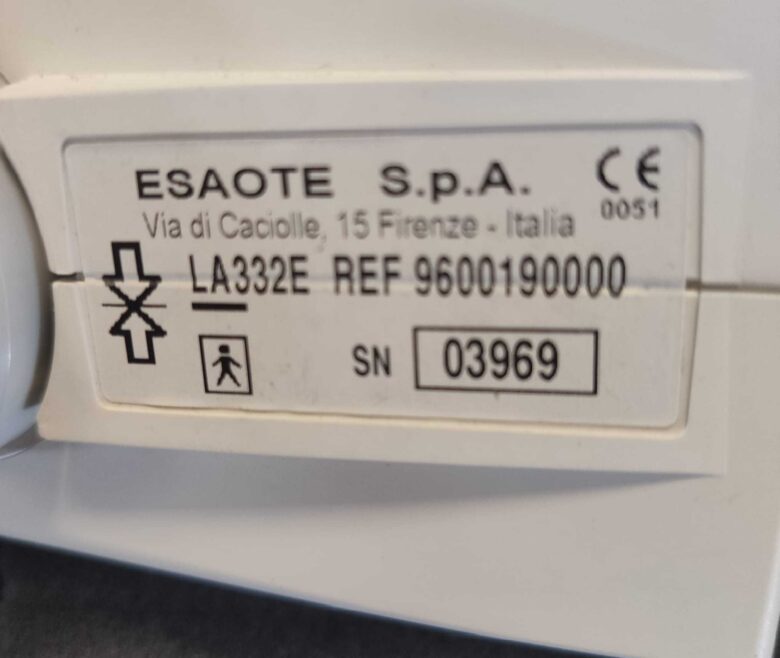 ESAOTE S.p.A. CE
0051
Via di Caciolle, 15 Firenze - Italia
LA332E REF 9600190000
SN 03969